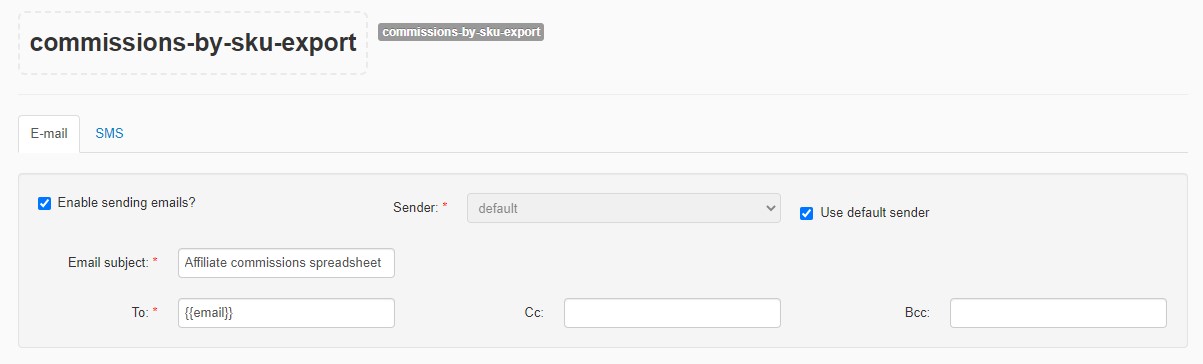 commissions-by-sku-export
commissions-by-sku-export
E-mail SMS
Enable sending emails? Sender: * default Use default sender
Email subject: * Affiliate commissions spreadsheet
To: * {{email}} Cc: Bcc: